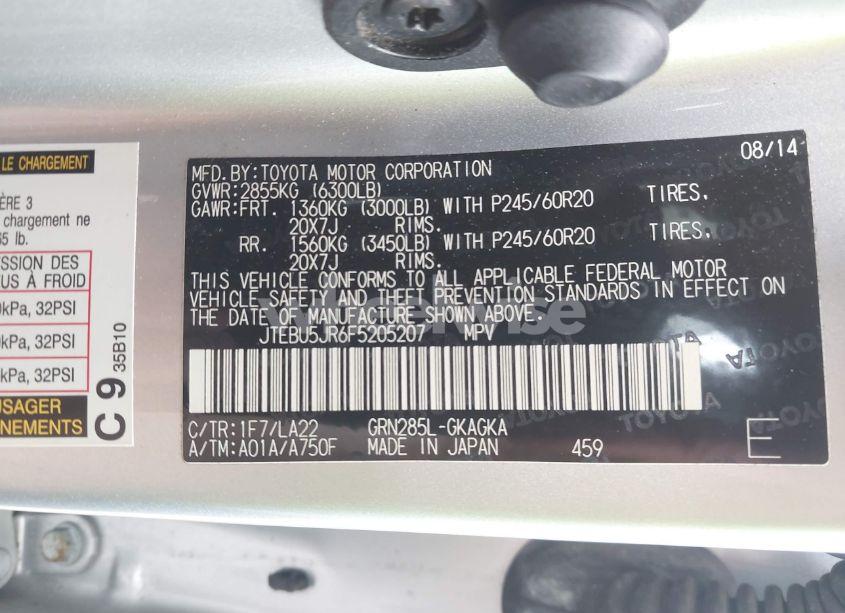 LE CHARGEMENT
ÈRE 3
chargement ne
65 lb.
ESSION DES
US À FROID
kPa, 32PSI
kPa, 32PSI
kPa, 32PSI
USAGER
NEMENTS
C 9 35B10
MFD.BY:TOYOTA MOTOR CORPORATION 08/14
GVWR:2855KG (6300LB)
GAWR:FRT. 1360KG (3000LB) WITH P245/60R20 TIRES.
20X7J RIMS.
RR. 1560KG (3450LB) WITH P245/60R20 TIRES.
20X7J RIMS.
THIS VEHICLE CONFORMS TO ALL APPLICABLE FEDERAL MOTOR
VEHICLE SAFETY AND THEFT PREVENTION STANDARDS IN EFFECT ON
THE DATE OF MANUFACTURE SHOWN ABOVE.
JTEBU5JR6F5205207 MPV
C/TR:1F7/LA22 GRN285L-GKAGKA
A/TM:A01A/A750F MADE IN JAPAN 459 E
TOYOTA
TOYOTA